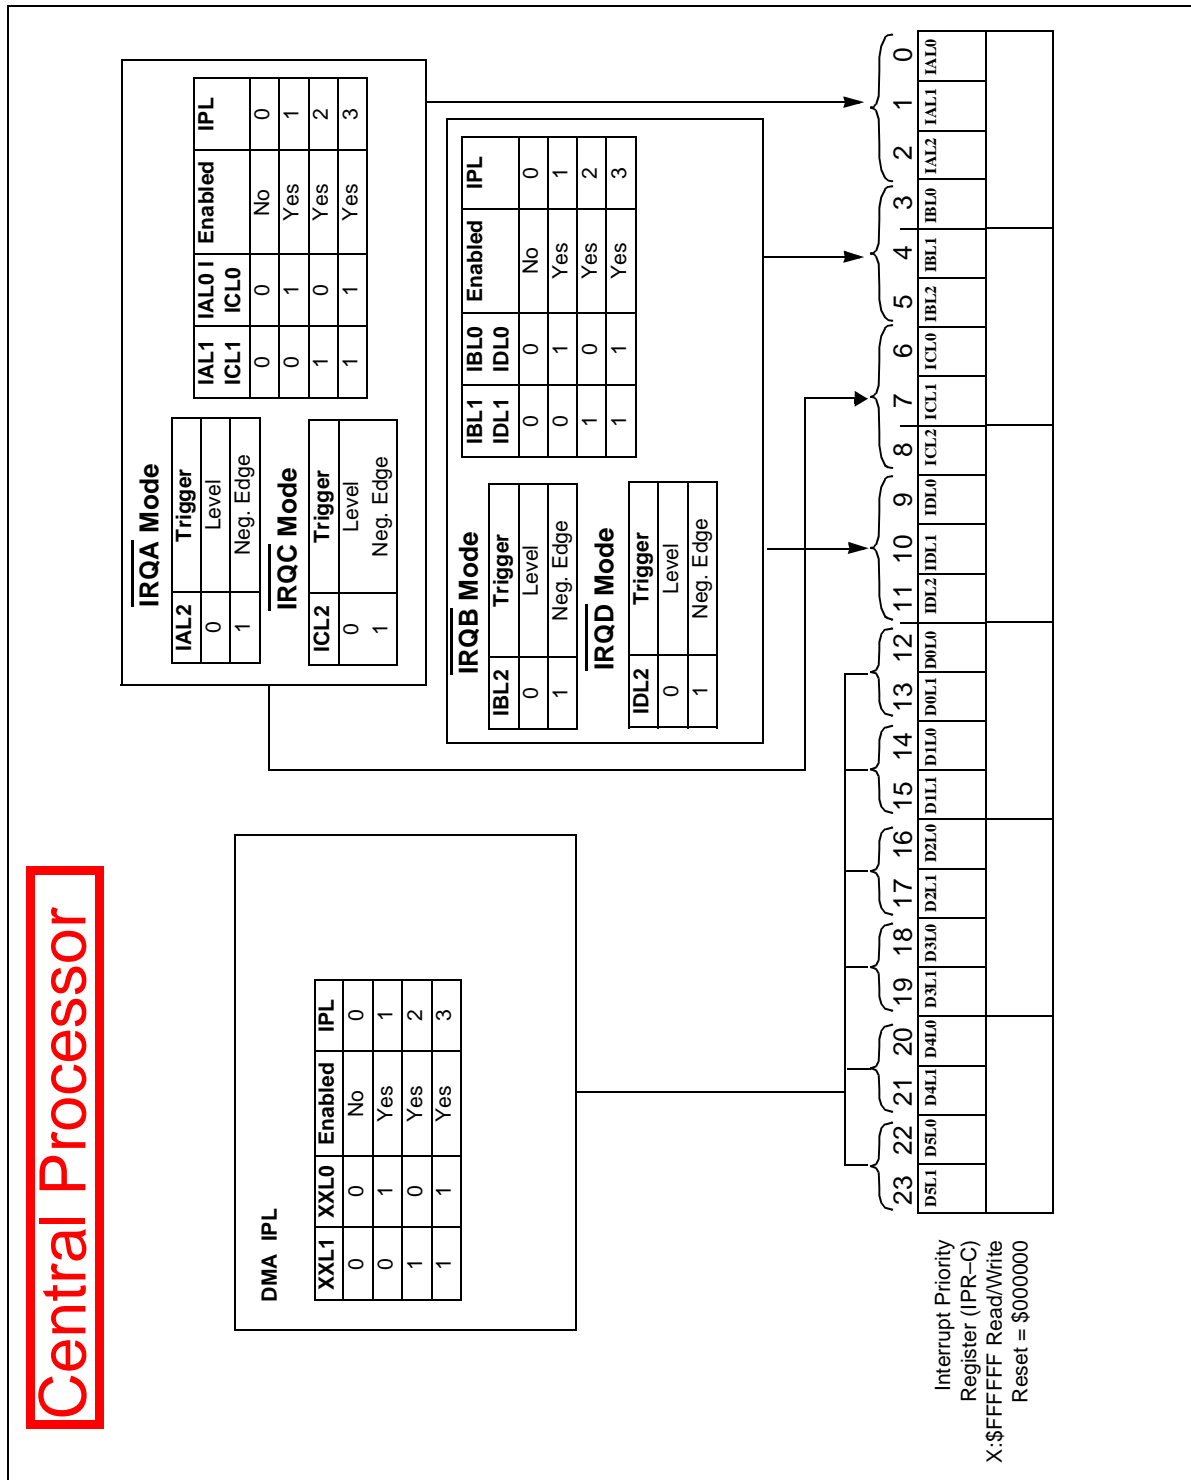 Central Processor
IRQA Mode
IAL2 Trigger
0 Level
1 Neg. Edge
IRQC Mode
ICL2 Trigger
0 Level
1 Neg. Edge
IAL1 IAL0 I Enabled IPL
ICL1 ICL0
0 0 No 0
0 1 Yes 1
1 0 Yes 2
1 1 Yes 3
IRQB Mode
IBL2 Trigger
0 Level
1 Neg. Edge
IRQD Mode
IDL2 Trigger
0 Level
1 Neg. Edge
IBL1 IBL0 Enabled IPL
IDL1 IDL0
0 0 No 0
0 1 Yes 1
1 0 Yes 2
1 1 Yes 3
DMA IPL
XXL1 XXL0 Enabled IPL
0 0 No 0
0 1 Yes 1
1 0 Yes 2
1 1 Yes 3
23 22 21 20 19 18 17 16 15 14 13 12 11 10 9 8 7 6 5 4 3 2 1 0
D5L1 D5L0 D4L1 D4L0 D3L1 D3L0 D2L1 D2L0 D1L1 D1L0 D0L1 D0L0 IDL2 IDL1 IDL0 ICL2 ICL1 ICL0 IBL2 IBL1 IBL0 IAL2 IAL1 IAL0
Interrupt Priority
Register (IPR–C)
X:$FFFFFF Read/Write
Reset = $000000